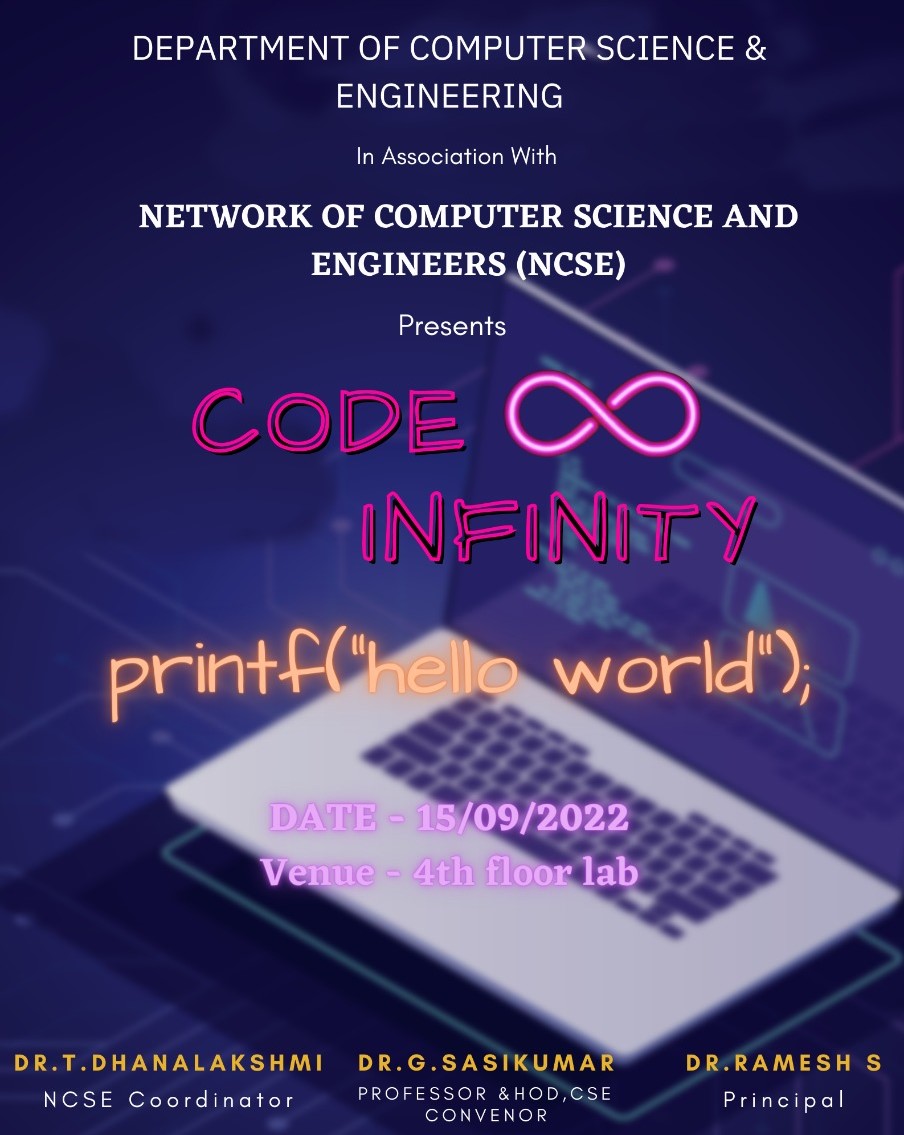 DEPARTMENT OF COMPUTER SCIENCE &
ENGINEERING
In Association With
NETWORK OF COMPUTER SCIENCE AND
ENGINEERS (NCSE)
Presents
CODE
INFINITY
printf("hello world");
DATE - 15/09/2022
Venue - 4th floor lab
DR.T.DHANALAKSHMI
NCSE Coordinator
DR.G.SASIKUMAR
PROFESSOR &HOD,CSE
CONVENOR
DR.RAMESH S
Principal